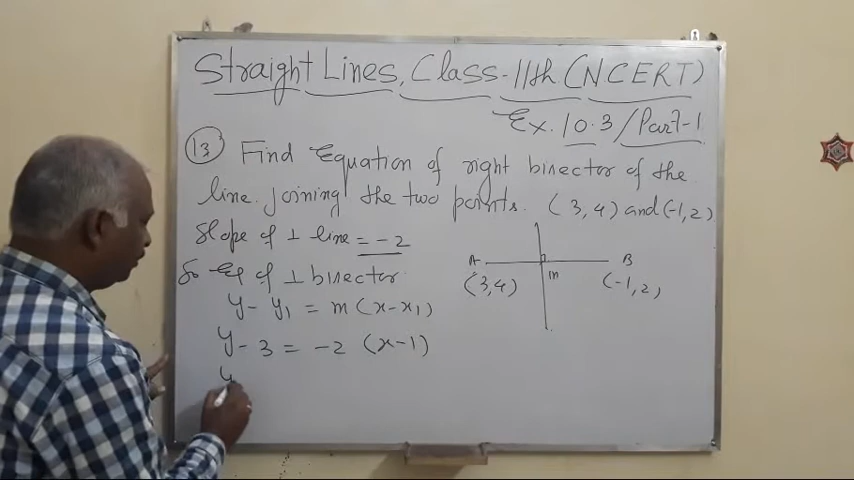 Straight Lines, Class-11th (NCERT)
Ex. 10.3/Part-1
13 Find Equation of right bisector of the
line joining the two points. (3,4) and (-1,2)
Slope of ⊥ line = -2
So Eq of ⊥ bisector
y - y₁ = m(x-x₁)
y - 3 = -2 (x-1)
y
A B
m
(3,4) (-1,2)